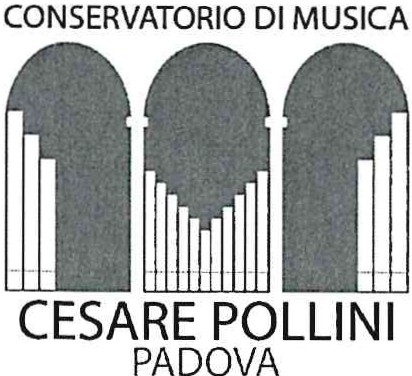 CONSERVATORIO DI MUSICA
CESARE POLLINI
PADOVA